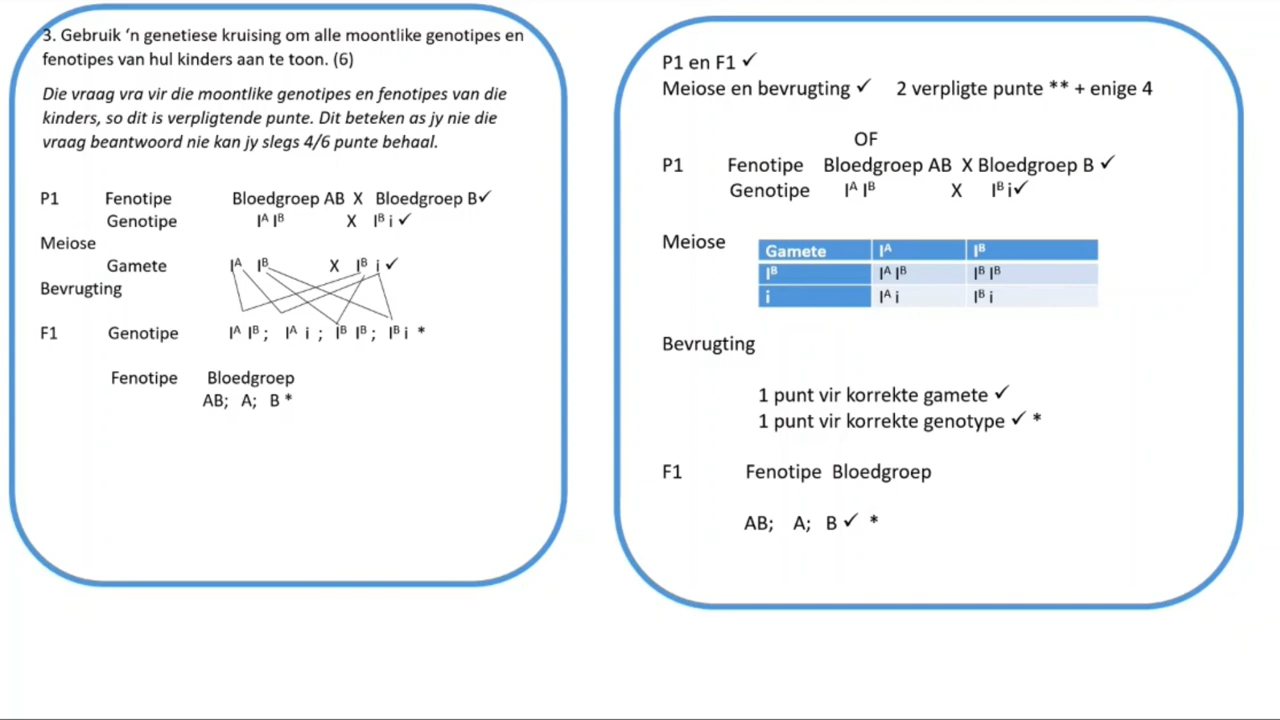 3. Gebruik ‘n genetiese kruising om alle moontlike genotipes en
fenotipes van hul kinders aan te toon. (6)
Die vraag vra vir die moontlike genotipes en fenotipes van die
kinders, so dit is verpligtende punte. Dit beteken as jy nie die
vraag beantwoord nie kan jy slegs 4/6 punte behaal.
P1 Fenotipe Bloedgroep AB X Bloedgroep B✓
Genotipe Iᴬ Iᴮ X Iᴮ i ✓
Meiose
Gamete Iᴬ Iᴮ X Iᴮ i ✓
Bevrugting
F1 Genotipe Iᴬ Iᴮ ; Iᴬ i ; Iᴮ Iᴮ ; Iᴮ i *
Fenotipe Bloedgroep
AB; A; B *
P1 en F1 ✓
Meiose en bevrugting ✓ 2 verpligte punte ** + enige 4
OF
P1 Fenotipe Bloedgroep AB X Bloedgroep B ✓
Genotipe Iᴬ Iᴮ X Iᴮ i✓
Meiose
Gamete Iᴬ Iᴮ
Iᴮ Iᴬ Iᴮ Iᴮ Iᴮ
i Iᴬ i Iᴮ i
Bevrugting
1 punt vir korrekte gamete ✓
1 punt vir korrekte genotype ✓ *
F1 Fenotipe Bloedgroep
AB; A; B ✓ *